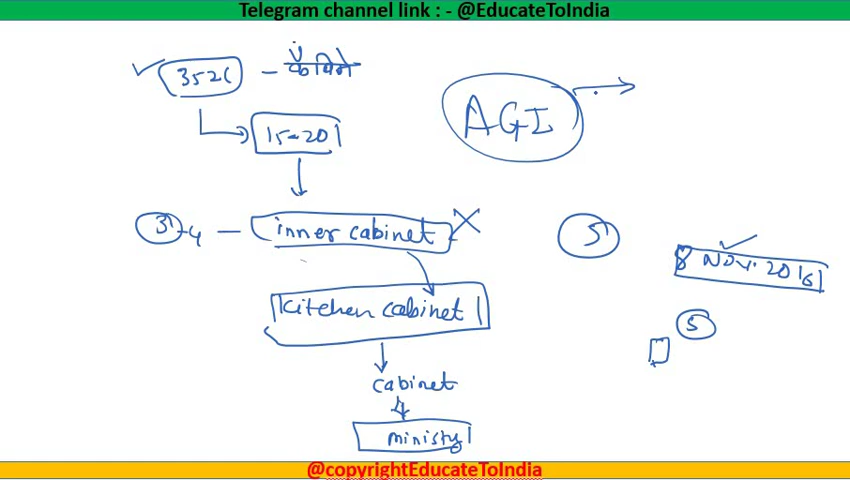 Telegram channel link : - @EducateToIndia
352( -
15-20
AGI
3-4 - inner cabinet
5
8 Nov. 2016
Kitchen cabinet
5
cabinet
ministy
@copyrightEducateToIndia